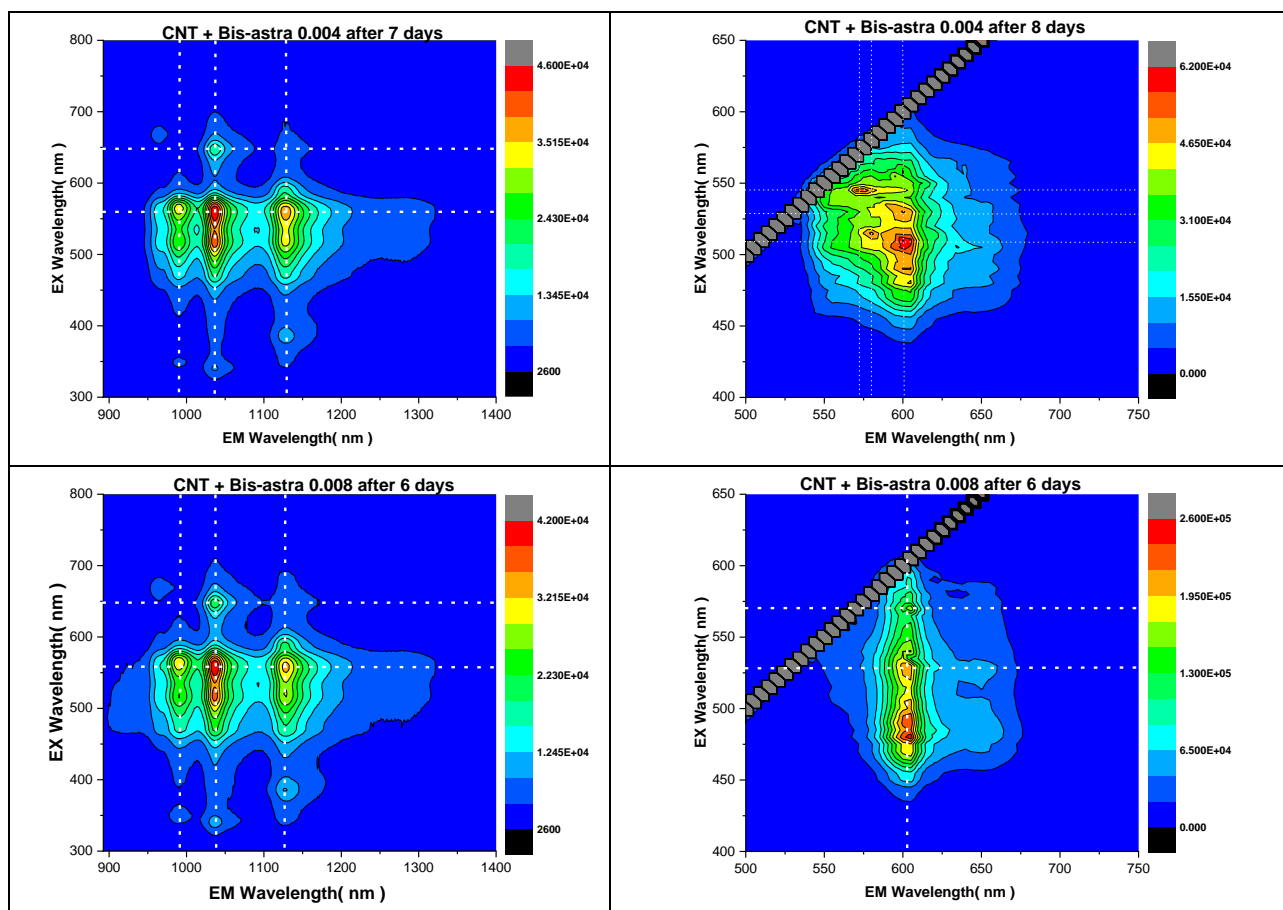 CNT + Bis-astra 0.004 after 7 days
800
700
600
500
400
300
EX Wavelength( nm )
900 1000 1100 1200 1300 1400
EM Wavelength( nm )
4.600E+04
3.515E+04
2.430E+04
1.345E+04
2600
CNT + Bis-astra 0.004 after 8 days
650
600
550
500
450
400
EX Wavelength( nm )
500 550 600 650 700 750
EM Wavelength( nm )
6.200E+04
4.650E+04
3.100E+04
1.550E+04
0.000
CNT + Bis-astra 0.008 after 6 days
800
700
600
500
400
300
EX Wavelength( nm )
900 1000 1100 1200 1300 1400
EM Wavelength( nm )
4.200E+04
3.215E+04
2.230E+04
1.245E+04
2600
CNT + Bis-astra 0.008 after 6 days
650
600
550
500
450
400
EX Wavelength( nm )
500 550 600 650 700 750
EM Wavelength( nm )
2.600E+05
1.950E+05
1.300E+05
6.500E+04
0.000